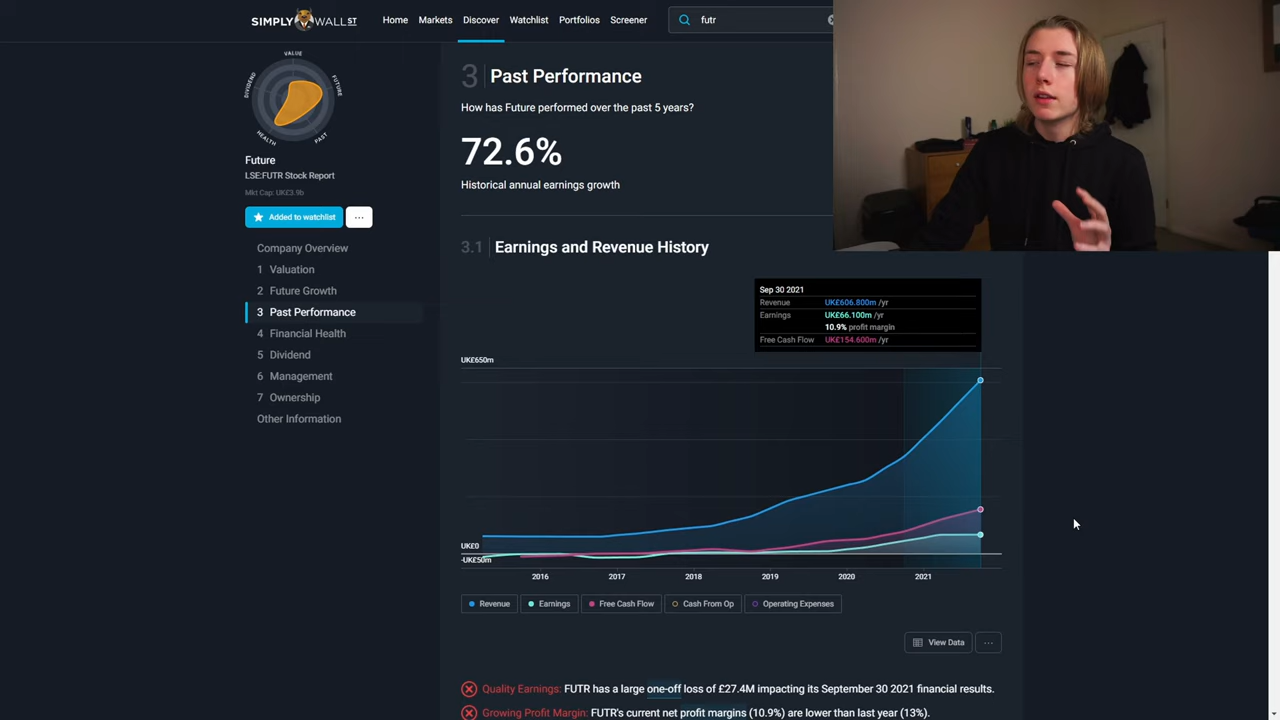 SIMPLY WALL ST
Home Markets Discover Watchlist Portfolios Screener
futr
VALUE
FUTURE
PAST
HEALTH
DIVIDEND
Future
LSE:FUTR Stock Report
Mkt Cap: UK£3.9b
Added to watchlist
...
Company Overview
1 Valuation
2 Future Growth
3 Past Performance
4 Financial Health
5 Dividend
6 Management
7 Ownership
Other Information
3 Past Performance
How has Future performed over the past 5 years?
72.6%
Historical annual earnings growth
3.1 Earnings and Revenue History
Sep 30 2021
Revenue UK£606.800m /yr
Earnings UK£66.100m /yr
10.9% profit margin
Free Cash Flow UK£154.600m /yr
UK£650m
UK£0
-UK£50m
2016 2017 2018 2019 2020 2021
Revenue Earnings Free Cash Flow Cash From Op Operating Expenses
View Data ...
Quality Earnings: FUTR has a large one-off loss of £27.4M impacting its September 30 2021 financial results.
Growing Profit Margin: FUTR's current net profit margins (10.9%) are lower than last year (13%).